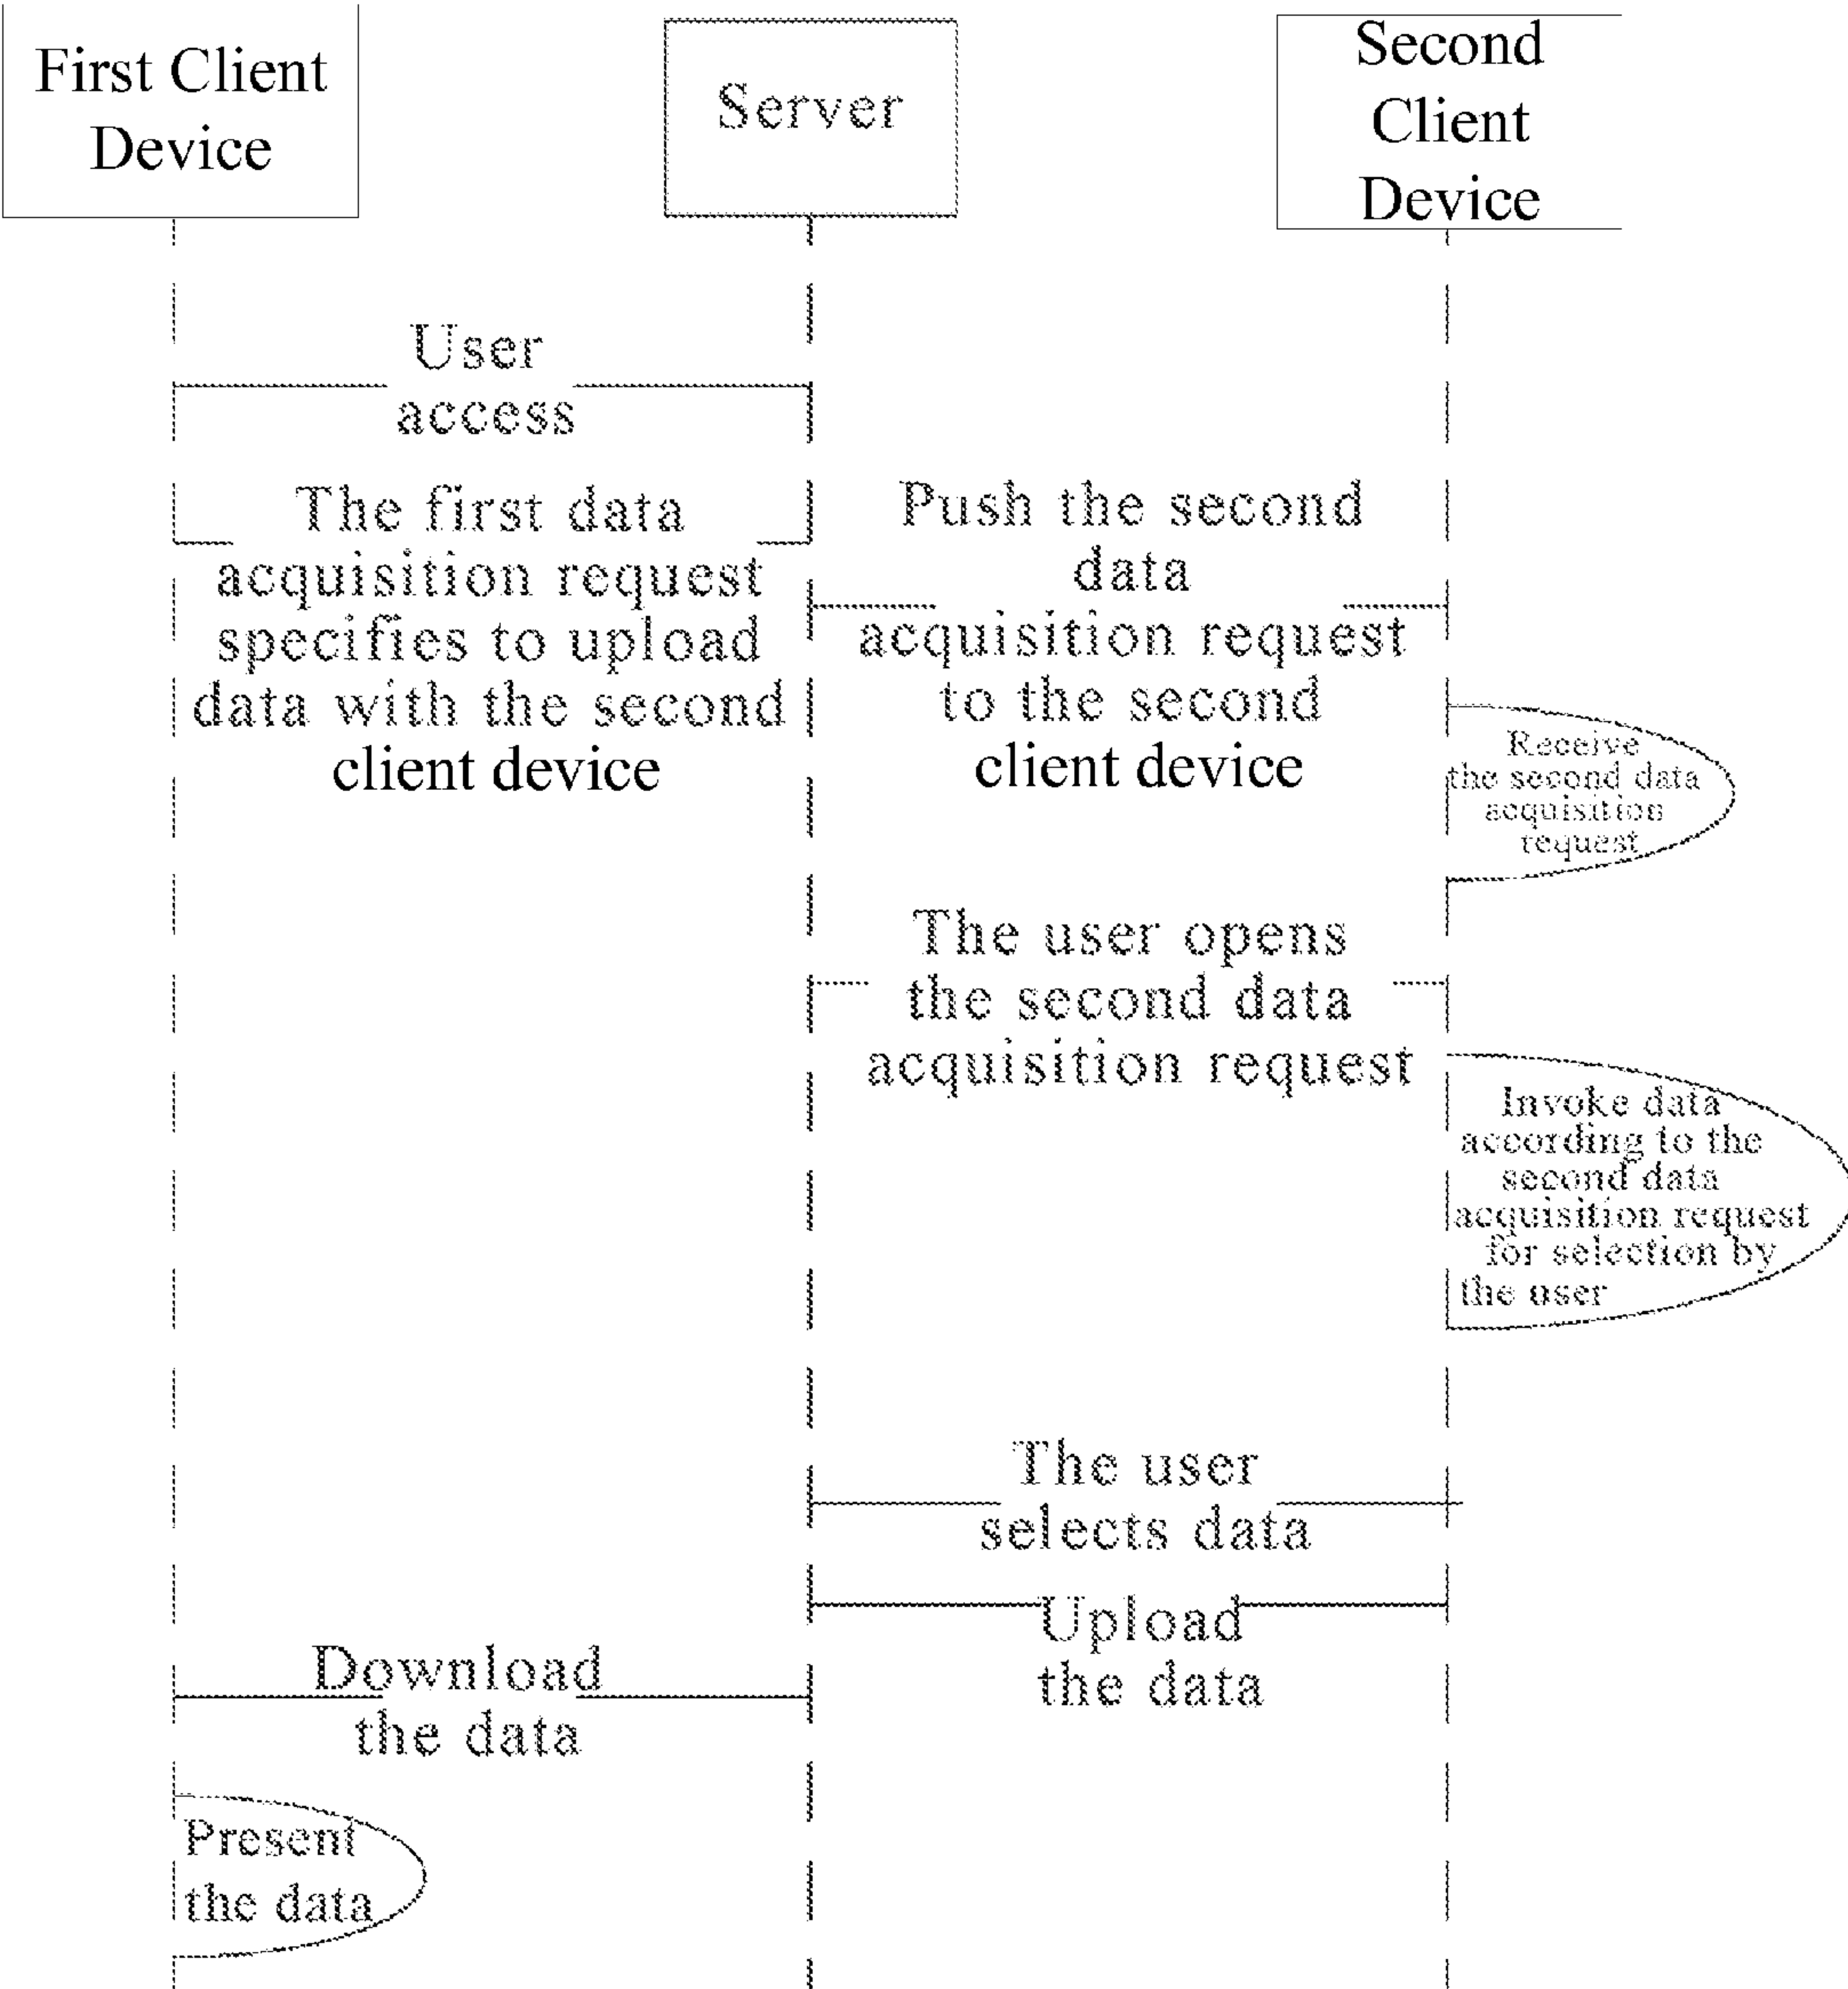 First Client
Device
Server
Second
Client
Device
User
access
The first data
acquisition request
specifies to upload
data with the second
client device
Push the second
data
acquisition request
to the second
client device
Receive
the second data
acquisition
request
The user opens
the second data
acquisition request
Invoke data
according to the
second data
acquisition request
for selection by
the user
The user
selects data
Upload
the data
Download
the data
Present
the data